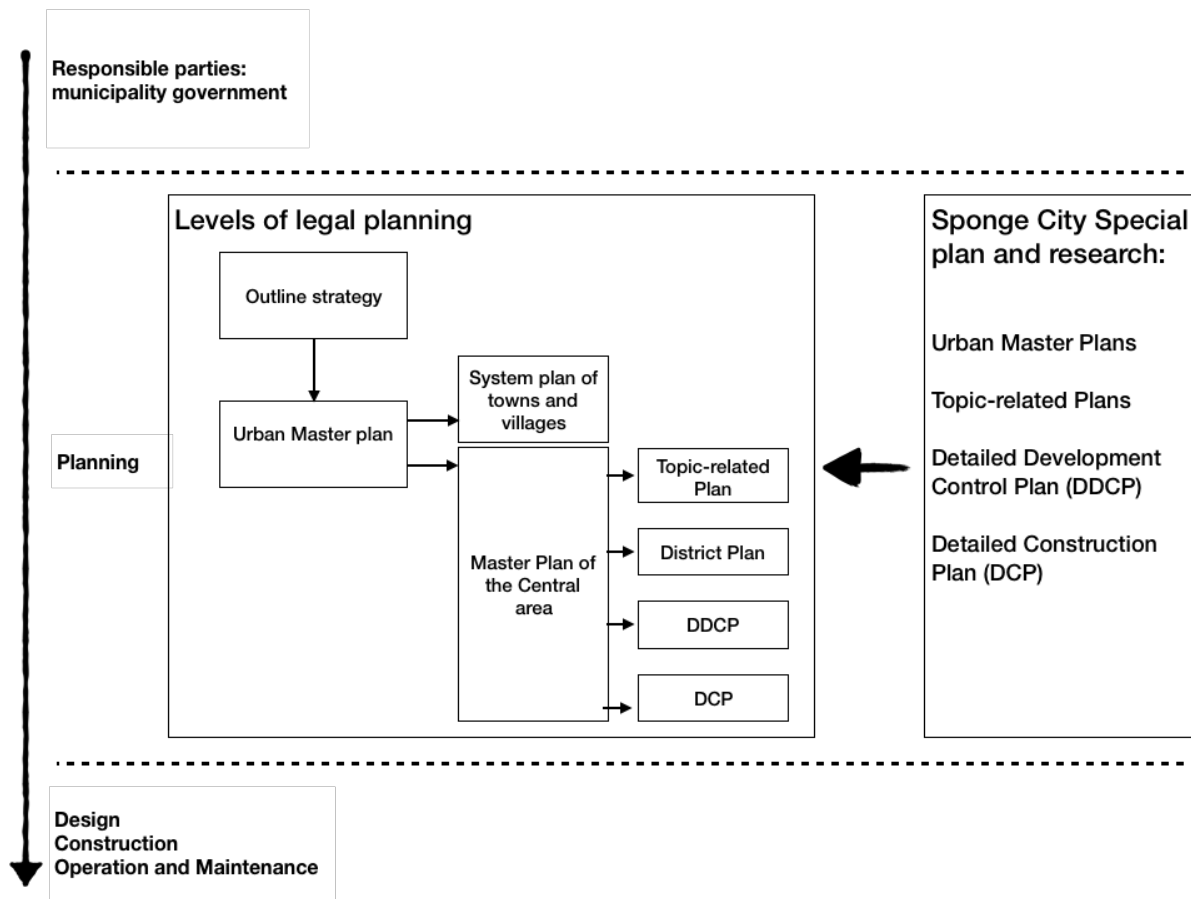 Responsible parties:
municipality government
Levels of legal planning
Outline strategy
Urban Master plan
System plan of
towns and
villages
Master Plan of
the Central
area
Topic-related
Plan
District Plan
DDCP
DCP
Planning
Sponge City Special
plan and research:
Urban Master Plans
Topic-related Plans
Detailed Development
Control Plan (DDCP)
Detailed Construction
Plan (DCP)
Design
Construction
Operation and Maintenance